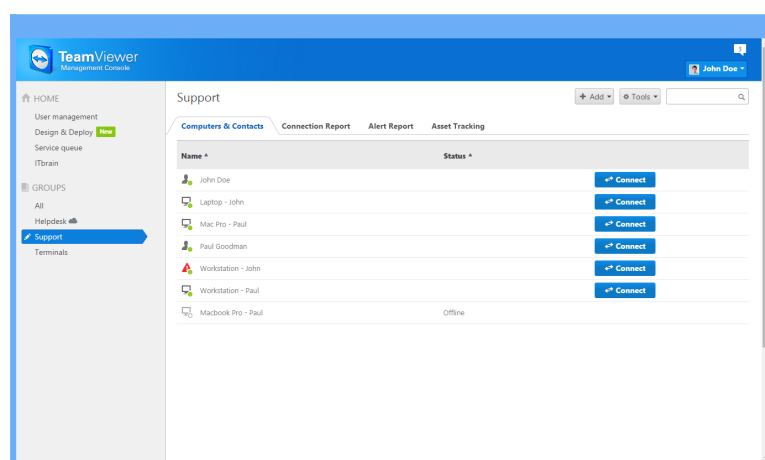 TeamViewer
Management Console
1
John Doe
HOME
User management
Design & Deploy New
Service queue
ITbrain
GROUPS
All
Helpdesk
Support
Terminals
Support
+ Add
Tools
Computers & Contacts Connection Report Alert Report Asset Tracking
Name Status
John Doe Connect
Laptop - John Connect
Mac Pro - Paul Connect
Paul Goodman Connect
Workstation - John Connect
Workstation - Paul Connect
Macbook Pro - Paul Offline